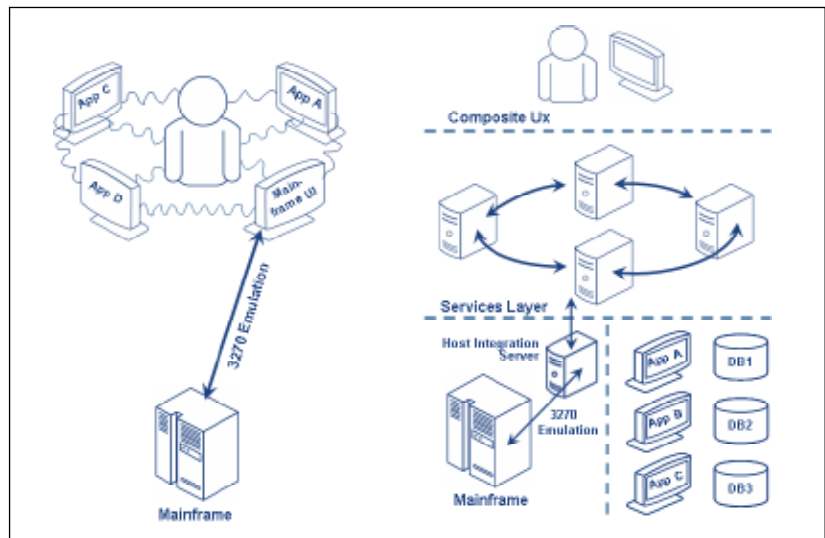 App C
App A
App D
Main-
frame UI
3270 Emulation
Mainframe
Composite Ux
Services Layer
Host Integration
Server
3270
Emulation
Mainframe
App A
DB1
App B
DB2
App C
DB3